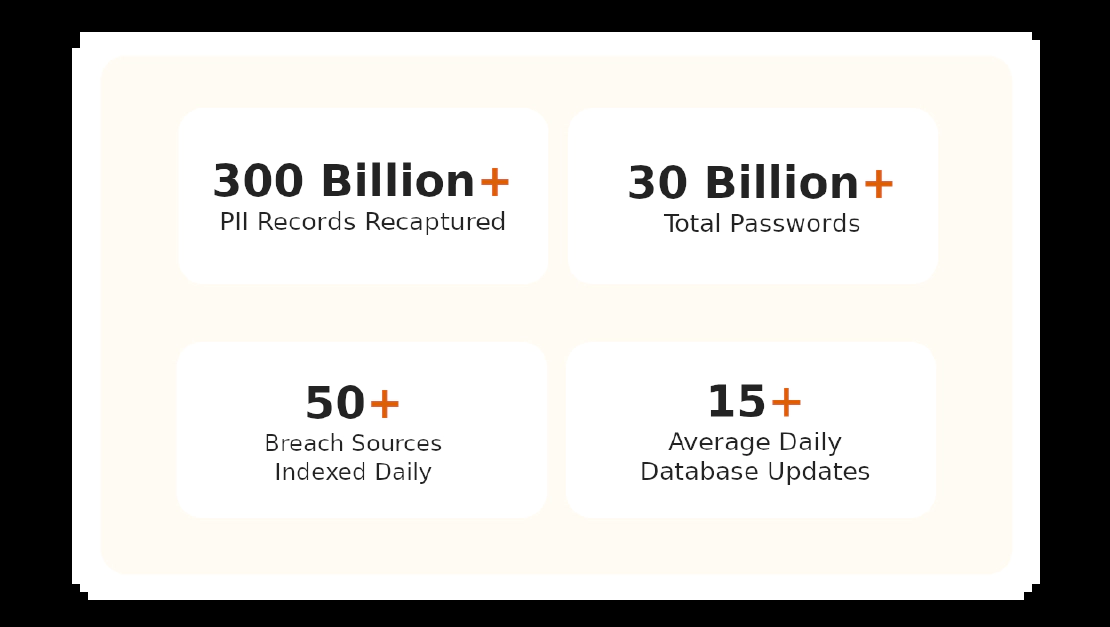 300 Billion+
PII Records Recaptured
30 Billion+
Total Passwords
50+
Breach Sources
Indexed Daily
15+
Average Daily
Database Updates